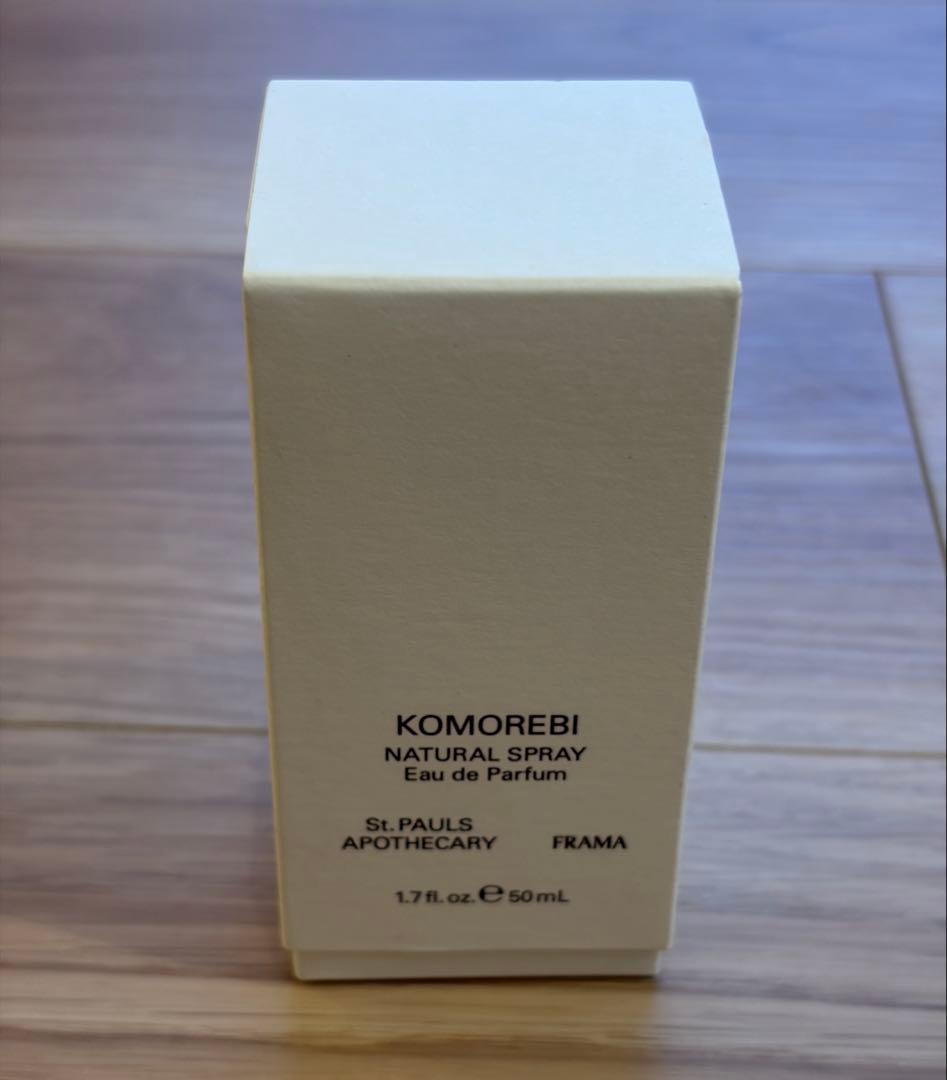 KOMOREBI
NATURAL SPRAY
Eau de Parfum
St. PAULS
APOTHECARY
FRAMA
1.7 fl. oz. ℮ 50 mL